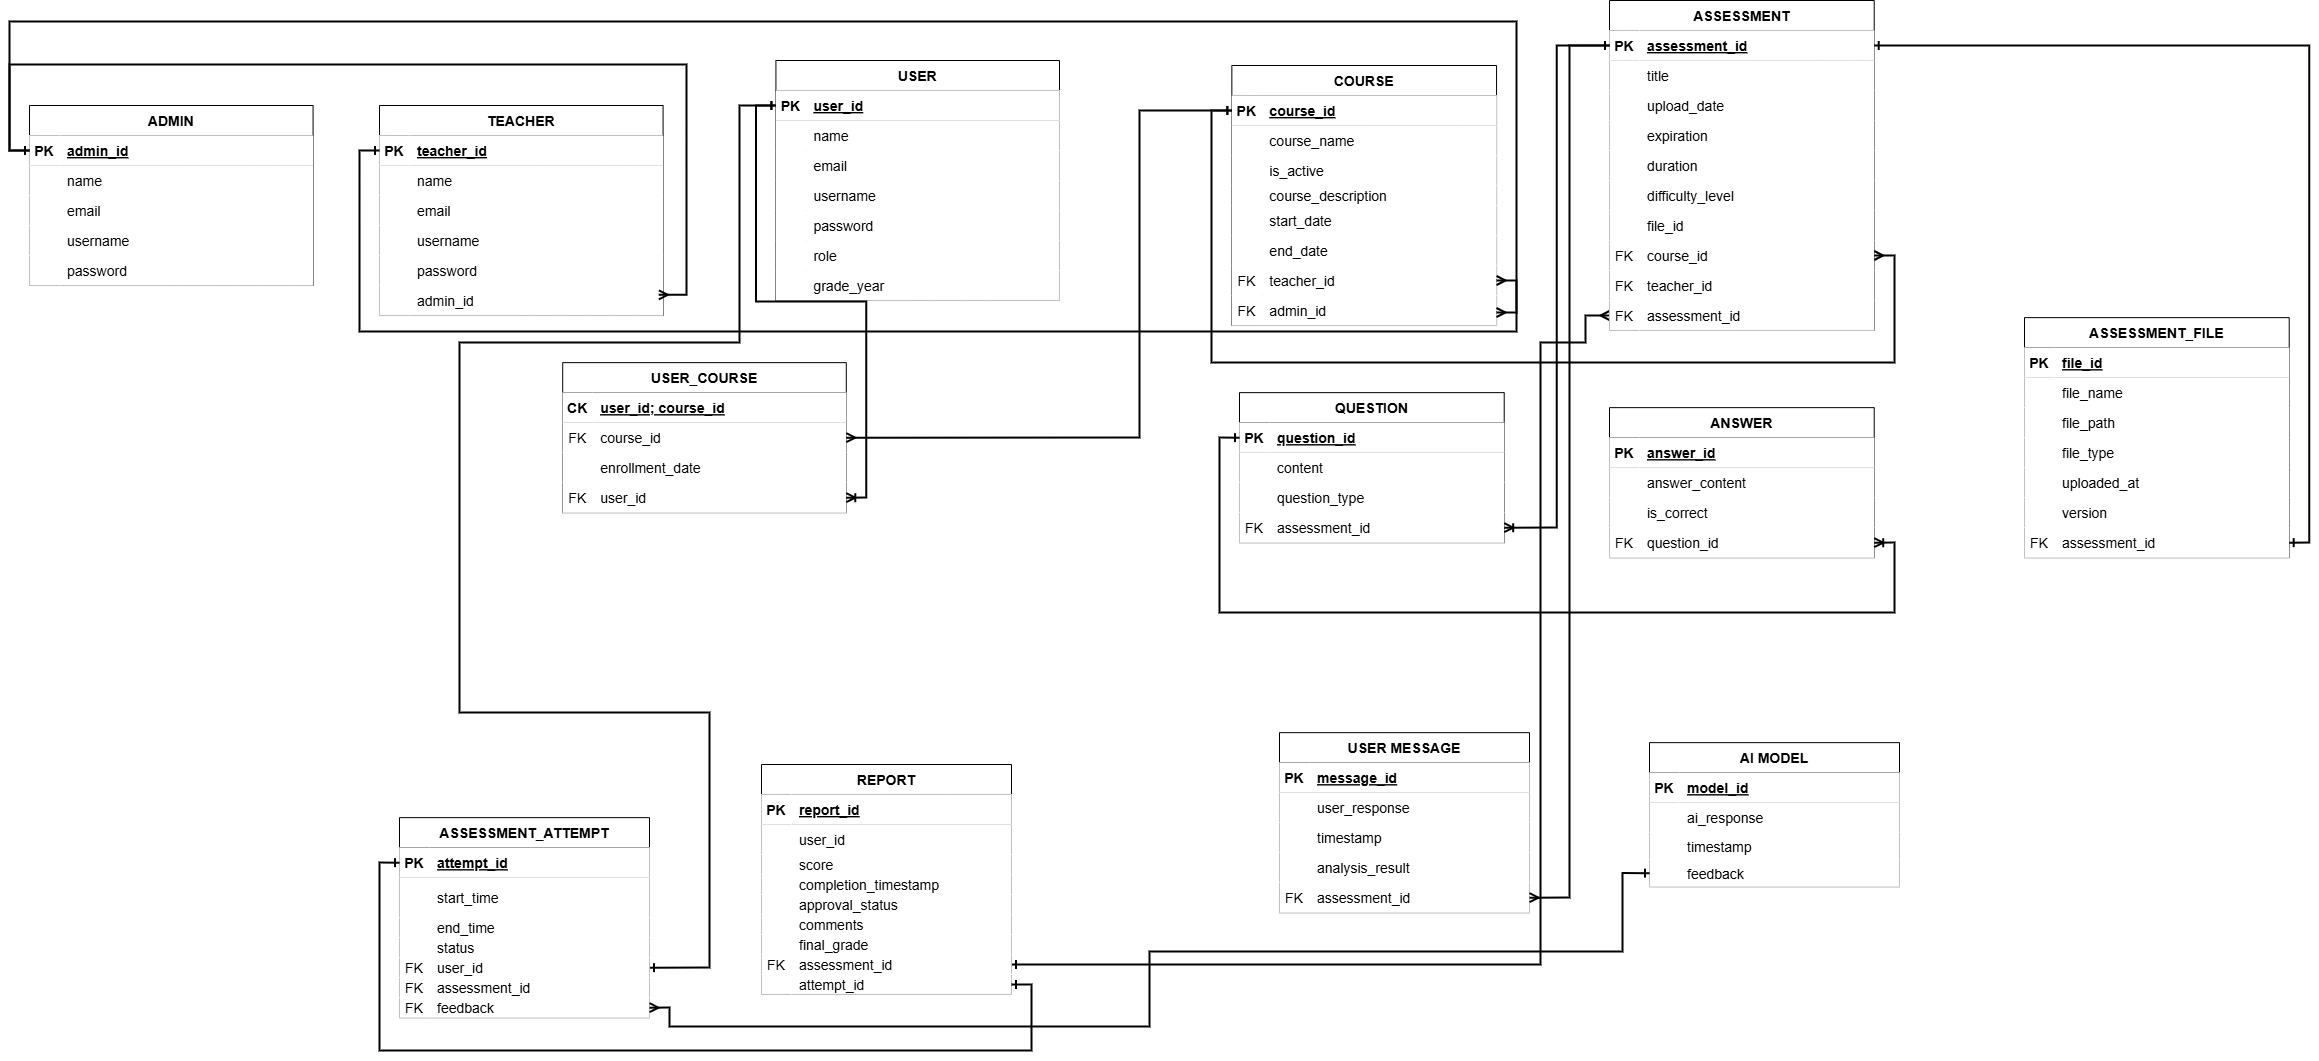 ADMIN
PK admin_id
name
email
username
password
TEACHER
PK teacher_id
name
email
username
password
admin_id
USER
PK user_id
name
email
username
password
role
grade_year
COURSE
PK course_id
course_name
is_active
course_description
start_date
end_date
FK teacher_id
FK admin_id
ASSESSMENT
PK assessment_id
title
upload_date
expiration
duration
difficulty_level
file_id
FK course_id
FK teacher_id
FK assessment_id
ASSESSMENT_FILE
PK file_id
file_name
file_path
file_type
uploaded_at
version
FK assessment_id
USER_COURSE
CK user_id; course_id
FK course_id
enrollment_date
FK user_id
QUESTION
PK question_id
content
question_type
FK assessment_id
ANSWER
PK answer_id
answer_content
is_correct
FK question_id
ASSESSMENT_ATTEMPT
PK attempt_id
start_time
end_time
status
FK user_id
FK assessment_id
FK feedback
REPORT
PK report_id
user_id
score
completion_timestamp
approval_status
comments
final_grade
FK assessment_id
attempt_id
USER MESSAGE
PK message_id
user_response
timestamp
analysis_result
FK assessment_id
AI MODEL
PK model_id
ai_response
timestamp
feedback